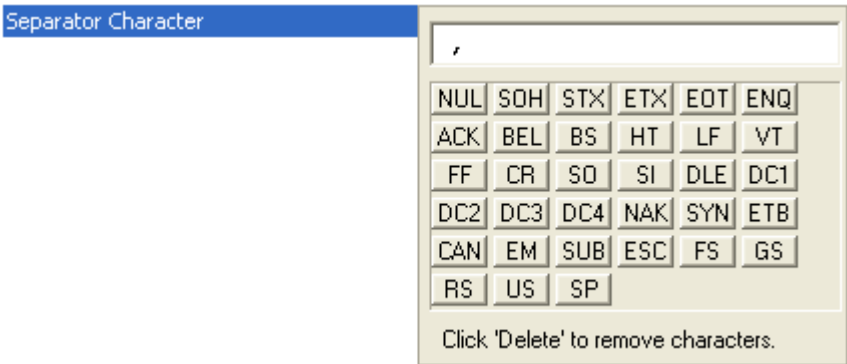 Separator Character
,
NUL SOH STX ETX EOT ENQ
ACK BEL BS HT LF VT
FF CR SO SI DLE DC1
DC2 DC3 DC4 NAK SYN ETB
CAN EM SUB ESC FS GS
RS US SP
Click 'Delete' to remove characters.